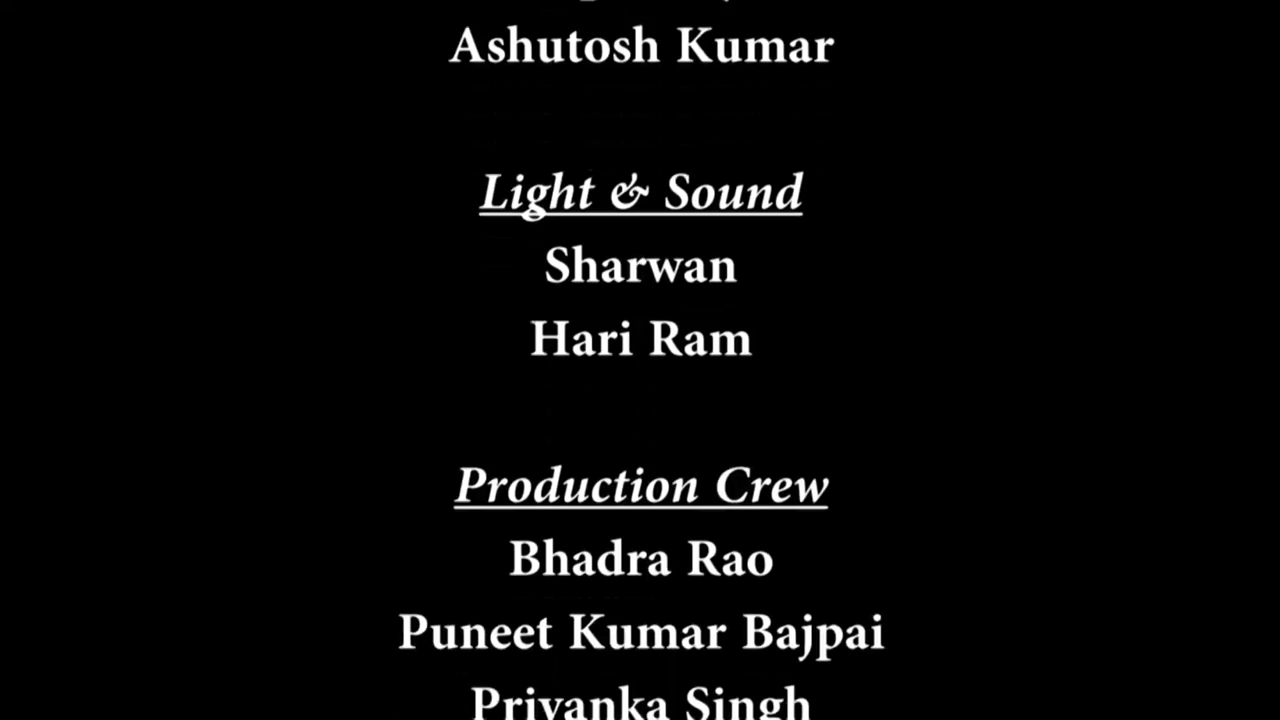 Ashutosh Kumar
Light & Sound
Sharwan
Hari Ram
Production Crew
Bhadra Rao
Puneet Kumar Bajpai
Priyanka Singh